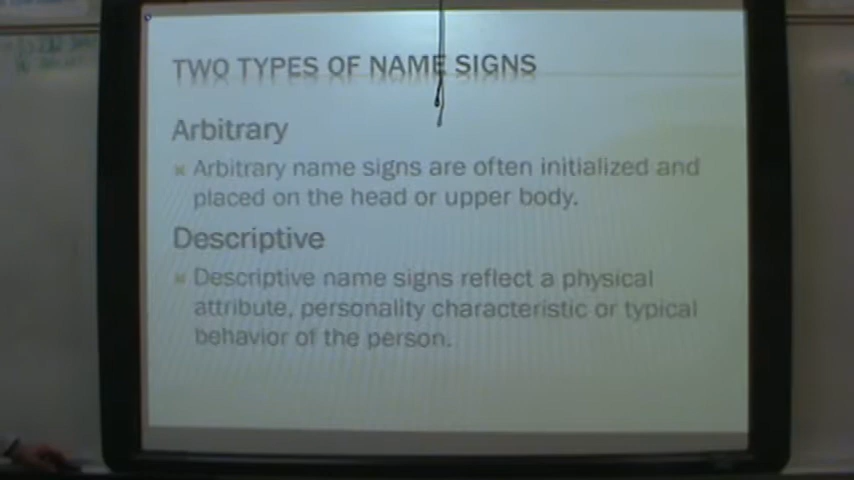 TWO TYPES OF NAME SIGNS
Arbitrary
Arbitrary name signs are often initialized and
placed on the head or upper body.
Descriptive
Descriptive name signs reflect a physical
attribute, personality characteristic or typical
behavior of the person.